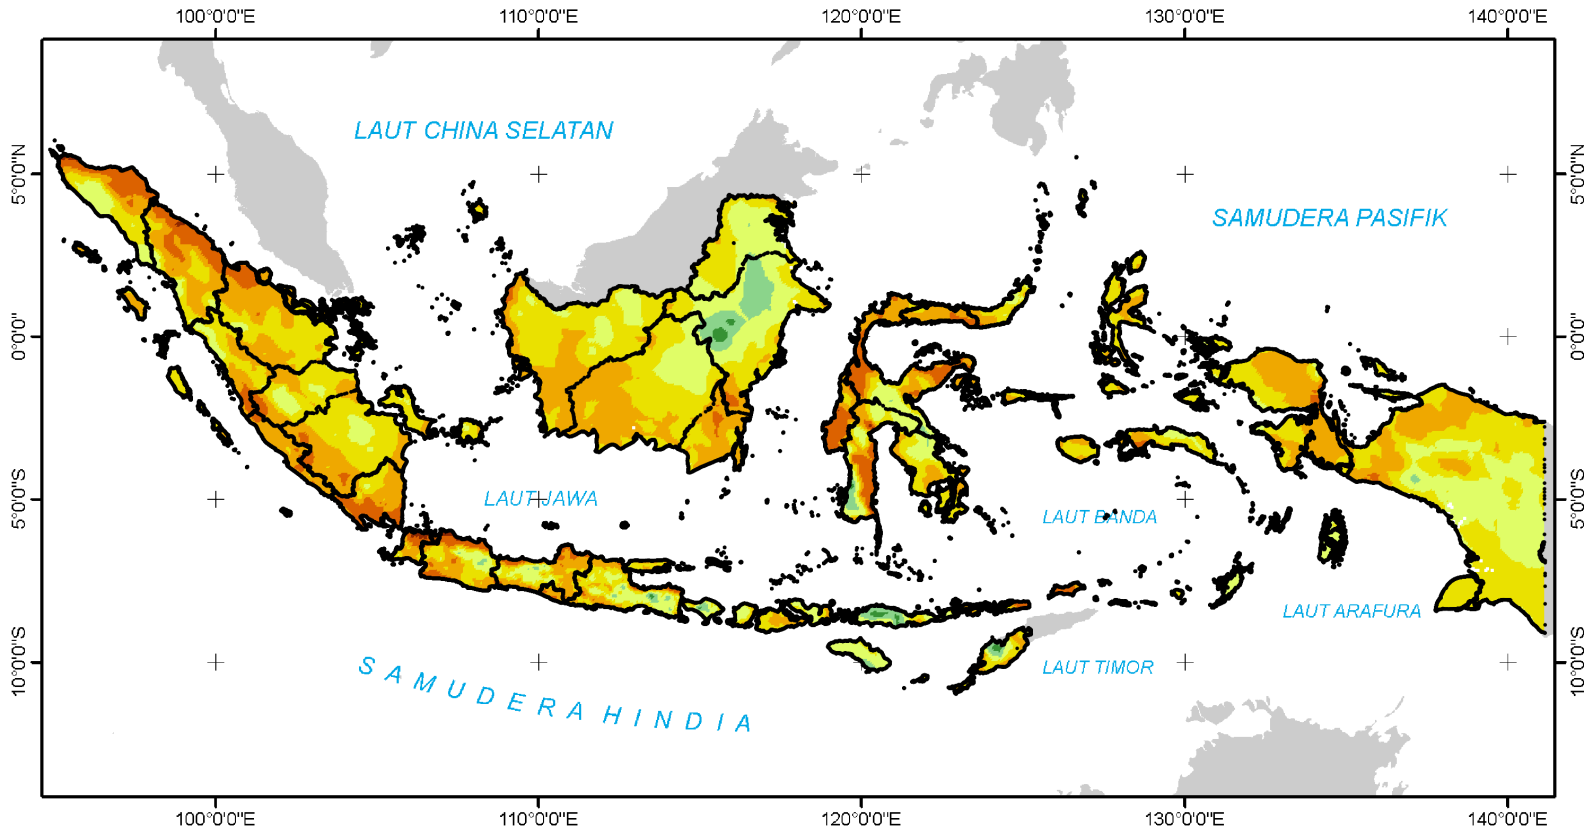 100°0'0"E 110°0'0"E 120°0'0"E 130°0'0"E 140°0'0"E
LAUT CHINA SELATAN
5°0'0"N 5°0'0"N
SAMUDERA PASIFIK
0°0'0" 0°0'0"
LAUT JAWA
5°0'0"S 5°0'0"S
LAUT BANDA
LAUT ARAFURA
10°0'0"S 10°0'0"S
LAUT TIMOR
SAMUDERA HINDIA
100°0'0"E 110°0'0"E 120°0'0"E 130°0'0"E 140°0'0"E